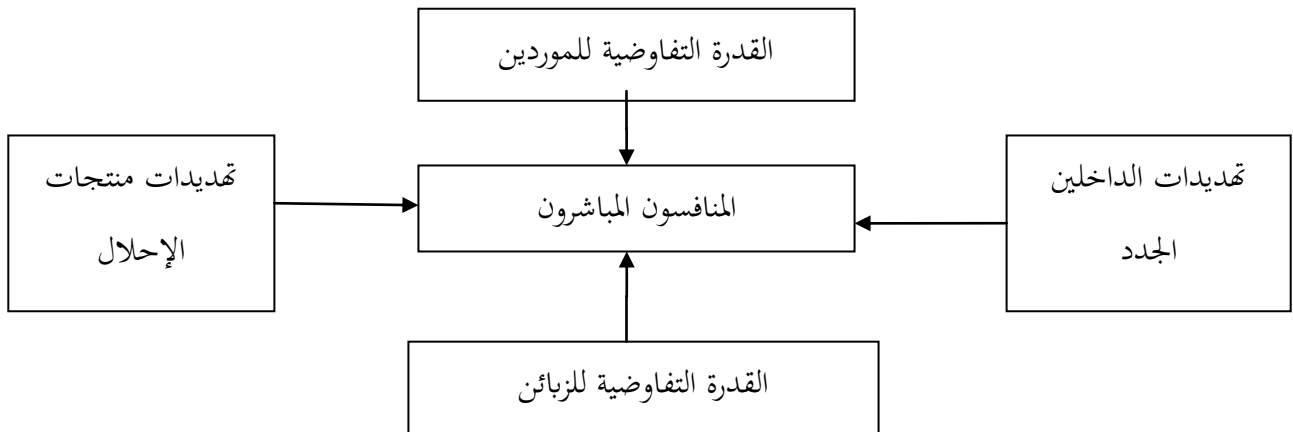 القدرة التفاوضية للموردين
تهديدات الداخلين
الجدد
المنافسون المباشرون
تهديدات منتجات
الإحلال
القدرة التفاوضية للزبائن